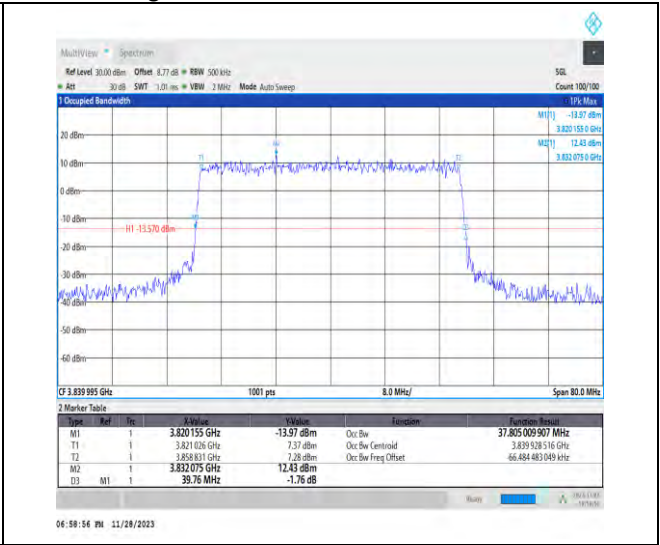 MultiView Spectrum
Ref Level 30.00 dBm Offset 8.77 dB RBW 500 kHz SGL
Att 30 dB SWT 1.01 ms VBW 2 MHz Mode Auto Sweep Count 100/100
1 Occupied Bandwidth 1Pk Max
M1[1] -13.97 dBm
3.820 155 0 GHz
M2[1] 12.43 dBm
3.832 075 0 GHz
20 dBm
M2
T1 T2
10 dBm
0 dBm
-10 dBm
M1
H1 -13.570 dBm
D3
-20 dBm
-30 dBm
-40 dBm
-50 dBm
-60 dBm
CF 3.839 995 GHz 1001 pts 8.0 MHz/ Span 80.0 MHz
2 Marker Table
Type Ref Trc X-Value Y-Value Function Function Result
M1 1 3.820155 GHz -13.97 dBm Occ Bw 37.805 009 907 MHz
T1 1 3.821 026 GHz 7.37 dBm Occ Bw Centroid 3.839 928 516 GHz
T2 1 3.858 831 GHz 7.28 dBm Occ Bw Freq Offset -66.484 483 049 kHz
M2 1 3.832 075 GHz 12.43 dBm
D3 M1 1 39.76 MHz -1.76 dB
06:58:56 PM 11/28/2023